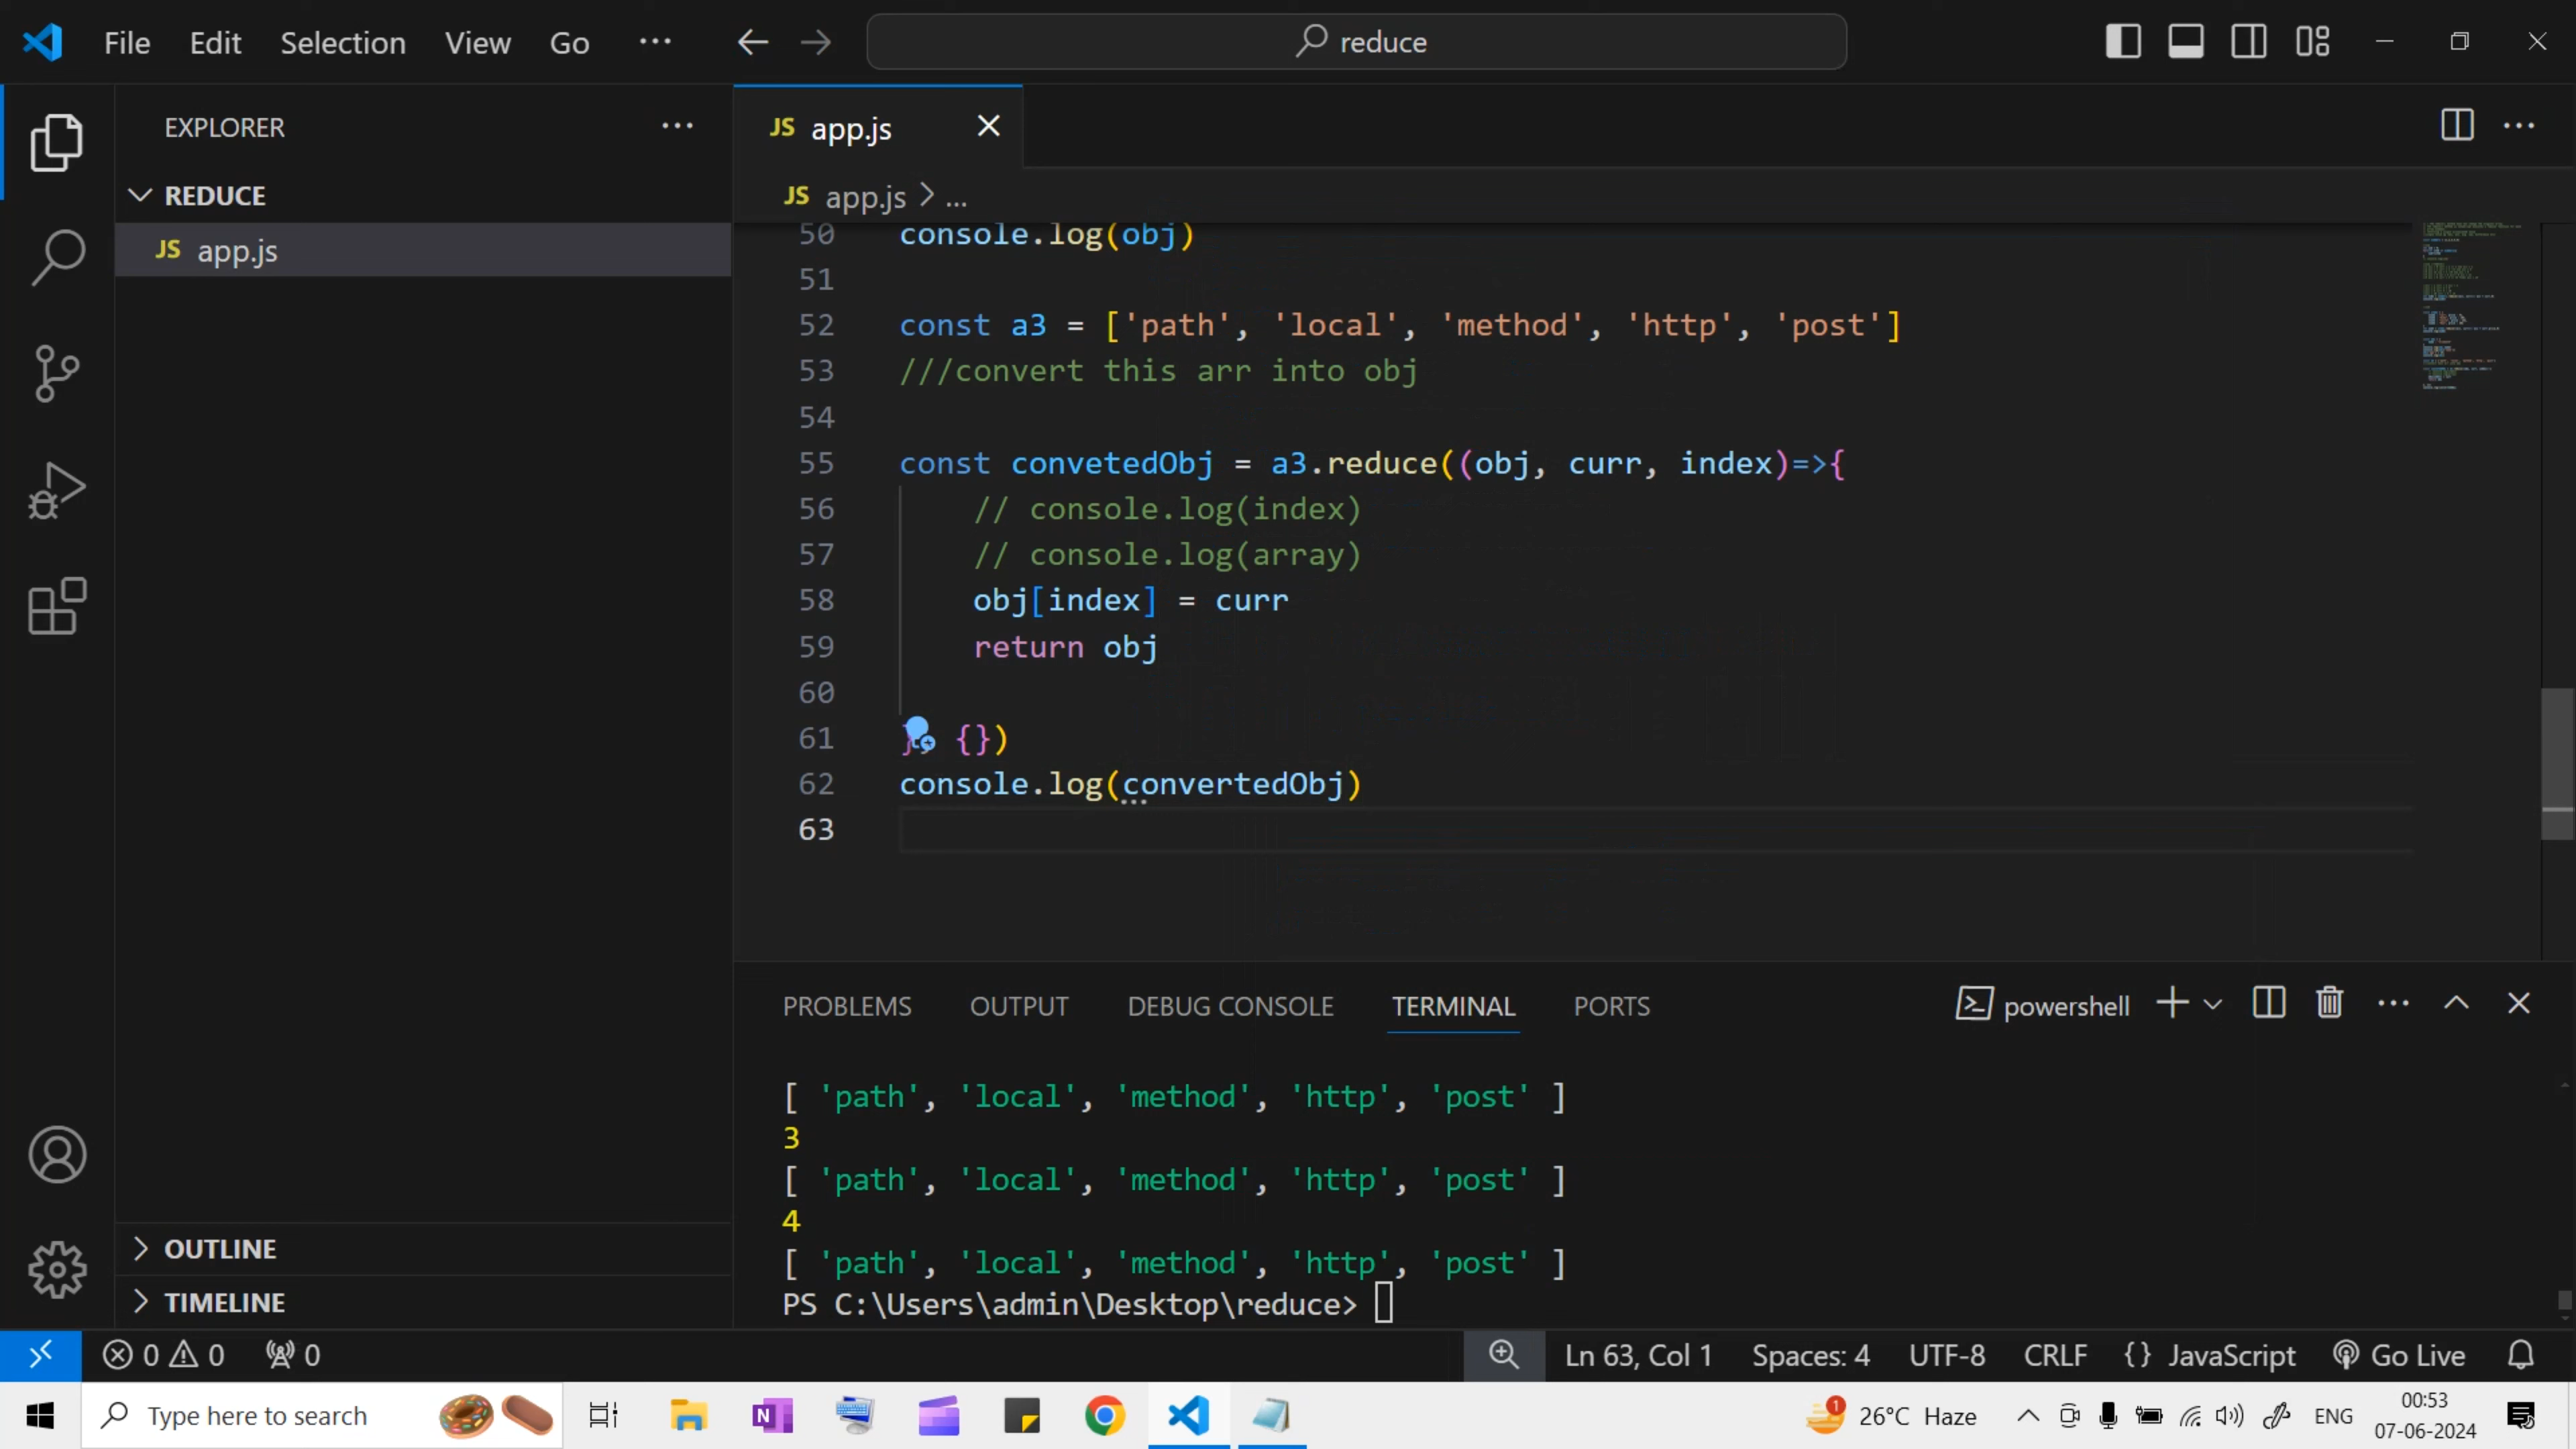 File Edit Selection View Go ... reduce
EXPLORER ...
REDUCE
JS app.js
JS app.js
JS app.js > ...
50 console.log(obj)
51
52 const a3 = ['path', 'local', 'method', 'http', 'post']
53 ///convert this arr into obj
54
55 const convetedObj = a3.reduce((obj, curr, index)=>{
56 // console.log(index)
57 // console.log(array)
58 obj[index] = curr
59 return obj
60
61 }, {})
62 console.log(convertedObj)
63
PROBLEMS OUTPUT DEBUG CONSOLE TERMINAL PORTS powershell
[ 'path', 'local', 'method', 'http', 'post' ]
3
[ 'path', 'local', 'method', 'http', 'post' ]
4
[ 'path', 'local', 'method', 'http', 'post' ]
PS C:\Users\admin\Desktop\reduce>
OUTLINE
TIMELINE
0 0 0 Ln 63, Col 1 Spaces: 4 UTF-8 CRLF {} JavaScript Go Live
Type here to search 1 26°C Haze ENG 00:53
07-06-2024